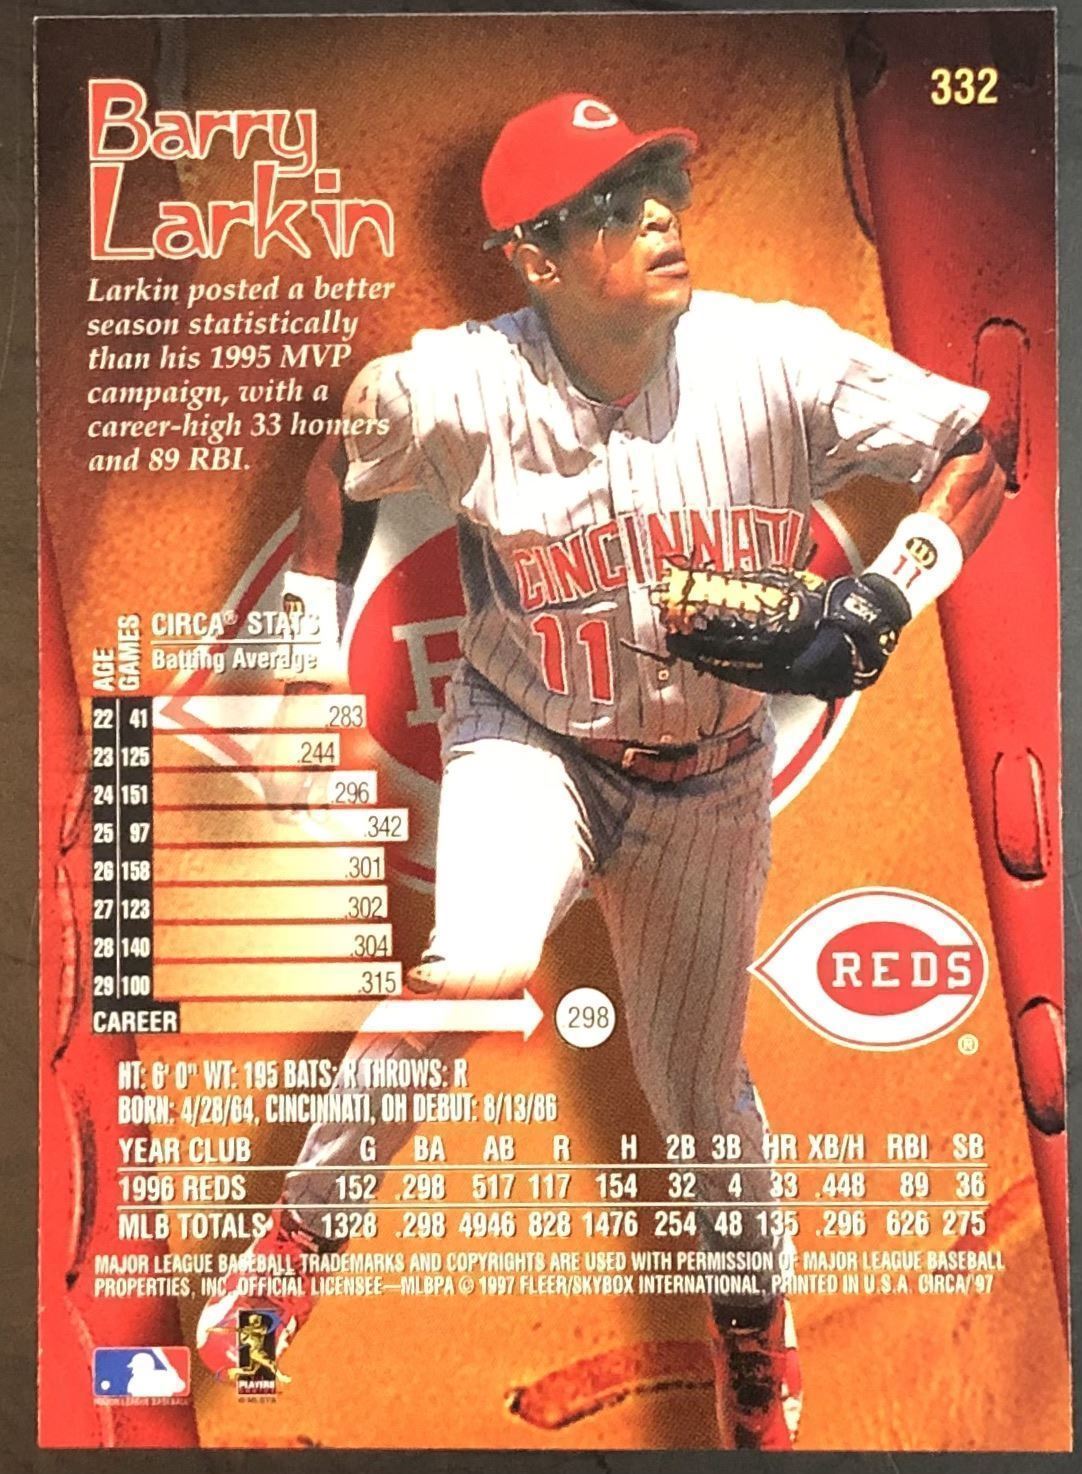 332
Barry
Larkin
Larkin posted a better
season statistically
than his 1995 MVP
campaign, with a
career-high 33 homers
and 89 RBI.
C
CINCINNATI
11
11
AGE GAMES CIRCA® STATS
Batting Average
22 41 .283
23 125 .244
24 151 .296
25 97 .342
26 158 .301
27 123 .302
28 140 .304
29 100 .315
CAREER .298
REDS
®
HT: 6' 0" WT: 195 BATS: R THROWS: R
BORN: 4/28/64, CINCINNATI, OH DEBUT: 8/13/86
YEAR CLUB G BA AB R H 2B 3B HR XB/H RBI SB
1996 REDS 152 .298 517 117 154 32 4 33 .448 89 36
MLB TOTALS 1328 .298 4946 828 1476 254 48 135 .296 626 275
MAJOR LEAGUE BASEBALL TRADEMARKS AND COPYRIGHTS ARE USED WITH PERMISSION OF MAJOR LEAGUE BASEBALL
PROPERTIES, INC. OFFICIAL LICENSEE—MLBPA © 1997 FLEER/SKYBOX INTERNATIONAL, PRINTED IN U.S.A. CIRCA/'97
MAJOR LEAGUE BASEBALL
PLAYERS
CHOICE
© MLBPA